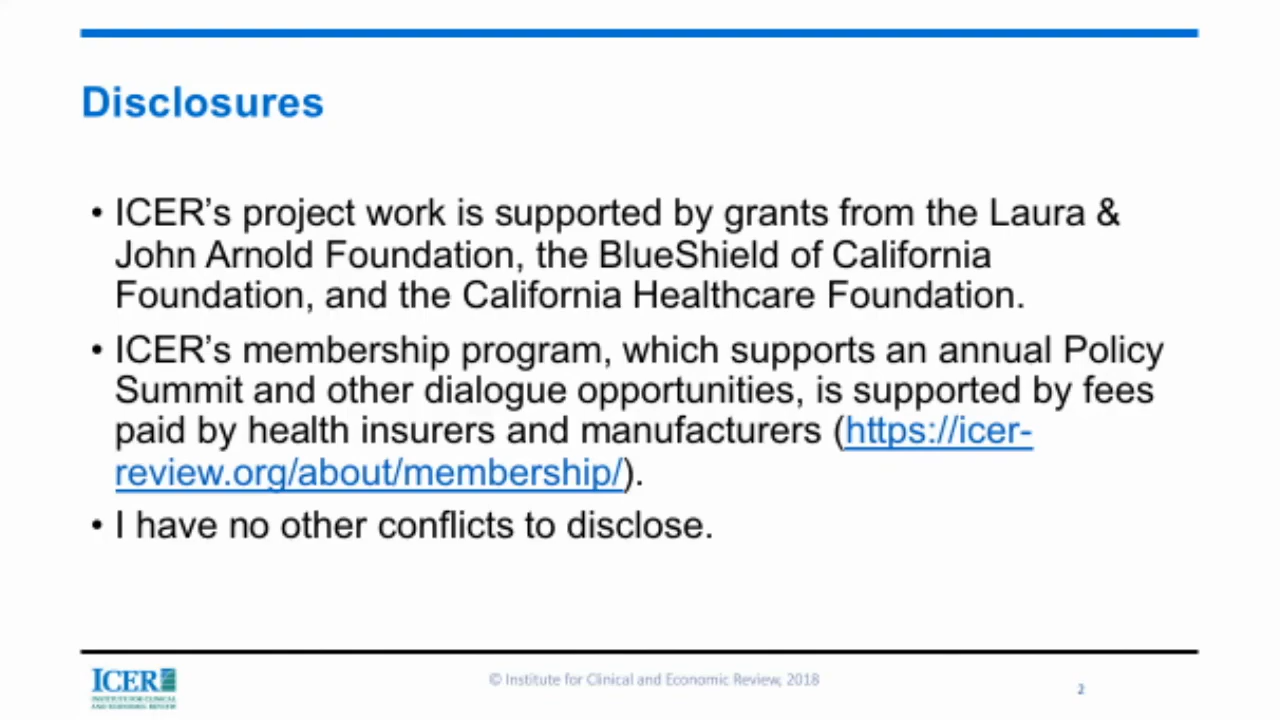 Disclosures
• ICER’s project work is supported by grants from the Laura &
John Arnold Foundation, the BlueShield of California
Foundation, and the California Healthcare Foundation.
• ICER’s membership program, which supports an annual Policy
Summit and other dialogue opportunities, is supported by fees
paid by health insurers and manufacturers (https://icer-
review.org/about/membership/).
• I have no other conflicts to disclose.
ICER
INSTITUTE FOR CLINICAL
AND ECONOMIC REVIEW
© Institute for Clinical and Economic Review, 2018
2